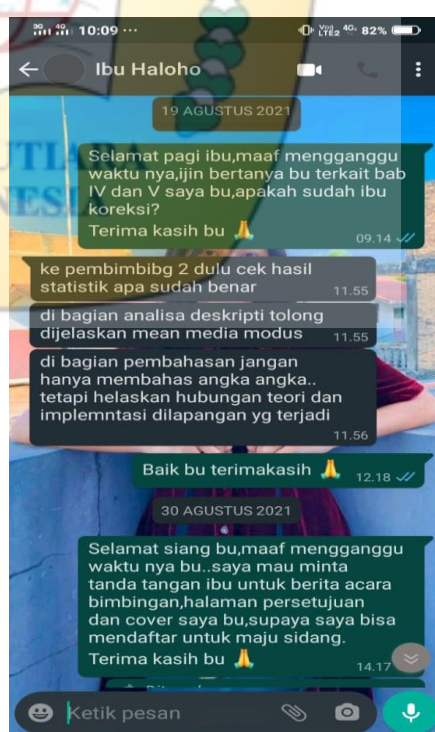 3G 4G 10:09 ···
VoLTE2 4G 82%
Ibu Haloho
19 AGUSTUS 2021
Selamat pagi ibu,maaf mengganggu
waktu nya,ijin bertanya bu terkait bab
IV dan V saya bu,apakah sudah ibu
koreksi?
Terima kasih bu 🙏
09.14
ke pembimbibg 2 dulu cek hasil
statistik apa sudah benar
11.55
di bagian analisa deskripti tolong
dijelaskan mean media modus
11.55
di bagian pembahasan jangan
hanya membahas angka angka..
tetapi helaskan hubungan teori dan
implemntasi dilapangan yg terjadi
11.56
Baik bu terimakasih 🙏
12.18
30 AGUSTUS 2021
Selamat siang bu,maaf mengganggu
waktu nya bu..saya mau minta
tanda tangan ibu untuk berita acara
bimbingan,halaman persetujuan
dan cover saya bu,supaya saya bisa
mendaftar untuk maju sidang.
Terima kasih bu 🙏
14.17
Ketik pesan